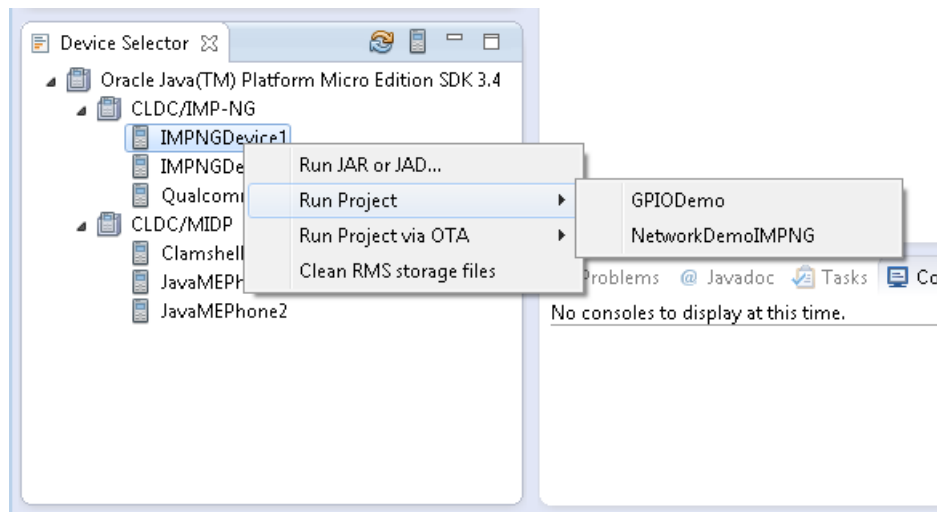 Device Selector
Oracle Java(TM) Platform Micro Edition SDK 3.4
CLDC/IMP-NG
IMPNGDevice1
IMPNGDe
Qualcom
CLDC/MIDP
Clamshell
JavaMEPh
JavaMEPhone2
Run JAR or JAD...
Run Project
Run Project via OTA
Clean RMS storage files
GPIODemo
NetworkDemoIMPNG
Problems @ Javadoc Tasks Co
No consoles to display at this time.